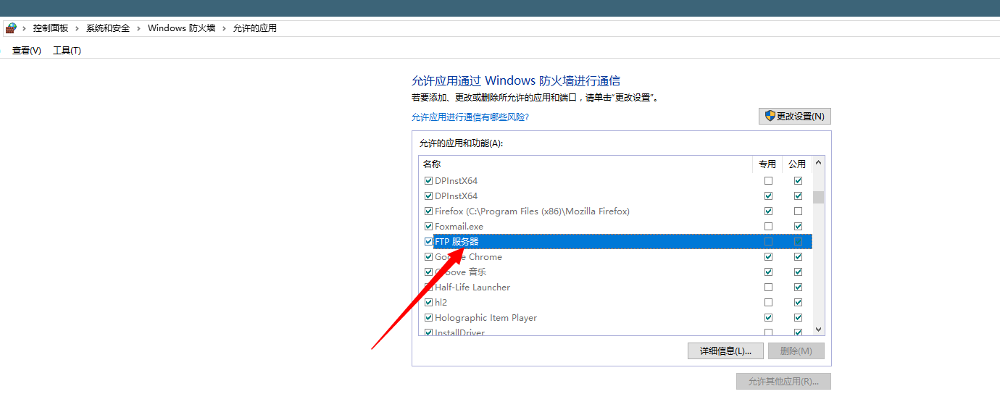 控制面板 › 系统和安全 › Windows 防火墙 › 允许的应用
查看(V) 工具(T)
允许应用通过 Windows 防火墙进行通信
若要添加、更改或删除所允许的应用和端口，请单击"更改设置"。
允许应用进行通信有哪些风险?
更改设置(N)
允许的应用和功能(A):
名称 专用 公用
DPInstX64
DPInstX64
Firefox (C:\Program Files (x86)\Mozilla Firefox)
Foxmail.exe
FTP 服务器
Google Chrome
Groove 音乐
Half-Life Launcher
hl2
Holographic Item Player
InstallDriver
详细信息(L)... 删除(M)
允许其他应用(R)...